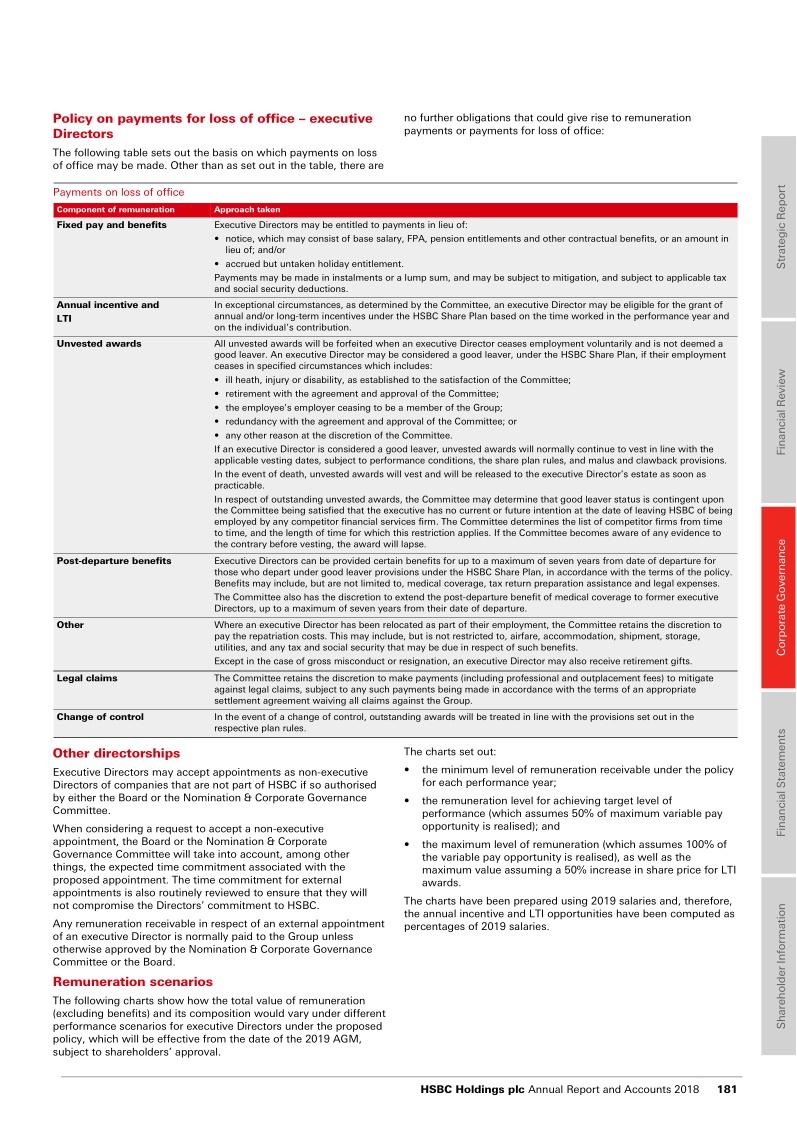 Policy on payments for loss of office – executive
Directors
The following table sets out the basis on which payments on loss
of office may be made. Other than as set out in the table, there are
no further obligations that could give rise to remuneration
payments or payments for loss of office:
Payments on loss of office
Component of remuneration Approach taken
Fixed pay and benefits Executive Directors may be entitled to payments in lieu of:
• notice, which may consist of base salary, FPA, pension entitlements and other contractual benefits, or an amount in
lieu of; and/or
• accrued but untaken holiday entitlement.
Payments may be made in instalments or a lump sum, and may be subject to mitigation, and subject to applicable tax
and social security deductions.
Annual incentive and In exceptional circumstances, as determined by the Committee, an executive Director may be eligible for the grant of
LTI annual and/or long-term incentives under the HSBC Share Plan based on the time worked in the performance year and
on the individual's contribution.
Unvested awards All unvested awards will be forfeited when an executive Director ceases employment voluntarily and is not deemed a
good leaver. An executive Director may be considered a good leaver, under the HSBC Share Plan, if their employment
ceases in specified circumstances which includes:
• ill heath, injury or disability, as established to the satisfaction of the Committee;
• retirement with the agreement and approval of the Committee;
• the employee's employer ceasing to be a member of the Group;
• redundancy with the agreement and approval of the Committee; or
• any other reason at the discretion of the Committee.
If an executive Director is considered a good leaver, unvested awards will normally continue to vest in line with the
applicable vesting dates, subject to performance conditions, the share plan rules, and malus and clawback provisions.
In the event of death, unvested awards will vest and will be released to the executive Director's estate as soon as
practicable.
In respect of outstanding unvested awards, the Committee may determine that good leaver status is contingent upon
the Committee being satisfied that the executive has no current or future intention at the date of leaving HSBC of being
employed by any competitor financial services firm. The Committee determines the list of competitor firms from time
to time, and the length of time for which this restriction applies. If the Committee becomes aware of any evidence to
the contrary before vesting, the award will lapse.
Post-departure benefits Executive Directors can be provided certain benefits for up to a maximum of seven years from date of departure for
those who depart under good leaver provisions under the HSBC Share Plan, in accordance with the terms of the policy.
Benefits may include, but are not limited to, medical coverage, tax return preparation assistance and legal expenses.
The Committee also has the discretion to extend the post-departure benefit of medical coverage to former executive
Directors, up to a maximum of seven years from their date of departure.
Other Where an executive Director has been relocated as part of their employment, the Committee retains the discretion to
pay the repatriation costs. This may include, but is not restricted to, airfare, accommodation, shipment, storage,
utilities, and any tax and social security that may be due in respect of such benefits.
Except in the case of gross misconduct or resignation, an executive Director may also receive retirement gifts.
Legal claims The Committee retains the discretion to make payments (including professional and outplacement fees) to mitigate
against legal claims, subject to any such payments being made in accordance with the terms of an appropriate
settlement agreement waiving all claims against the Group.
Change of control In the event of a change of control, outstanding awards will be treated in line with the provisions set out in the
respective plan rules.
Other directorships
Executive Directors may accept appointments as non-executive
Directors of companies that are not part of HSBC if so authorised
by either the Board or the Nomination & Corporate Governance
Committee.
When considering a request to accept a non-executive
appointment, the Board or the Nomination & Corporate
Governance Committee will take into account, among other
things, the expected time commitment associated with the
proposed appointment. The time commitment for external
appointments is also routinely reviewed to ensure that they will
not compromise the Directors' commitment to HSBC.
Any remuneration receivable in respect of an external appointment
of an executive Director is normally paid to the Group unless
otherwise approved by the Nomination & Corporate Governance
Committee or the Board.
Remuneration scenarios
The following charts show how the total value of remuneration
(excluding benefits) and its composition would vary under different
performance scenarios for executive Directors under the proposed
policy, which will be effective from the date of the 2019 AGM,
subject to shareholders' approval.
The charts set out:
• the minimum level of remuneration receivable under the policy
for each performance year;
• the remuneration level for achieving target level of
performance (which assumes 50% of maximum variable pay
opportunity is realised); and
• the maximum level of remuneration (which assumes 100% of
the variable pay opportunity is realised), as well as the
maximum value assuming a 50% increase in share price for LTI
awards.
The charts have been prepared using 2019 salaries and, therefore,
the annual incentive and LTI opportunities have been computed as
percentages of 2019 salaries.
Strategic Report
Financial Review
Corporate Governance
Financial Statements
Shareholder Information
HSBC Holdings plc Annual Report and Accounts 2018 181